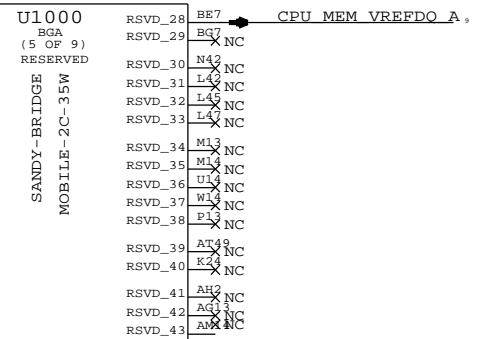 U1000
BGA
(5 OF 9)
RESERVED
SANDY-BRIDGE
MOBILE-2C-35W
RSVD_28 BE7 CPU_MEM_VREFDQ_A 9
RSVD_29 BG7 NC
RSVD_30 N42 NC
RSVD_31 L42 NC
RSVD_32 L45 NC
RSVD_33 L47 NC
RSVD_34 M13 NC
RSVD_35 M14 NC
RSVD_36 U14 NC
RSVD_37 W14 NC
RSVD_38 P13 NC
RSVD_39 AT49 NC
RSVD_40 K24 NC
RSVD_41 AH2 NC
RSVD_42 AG13 NC
RSVD_43 AM14 NC